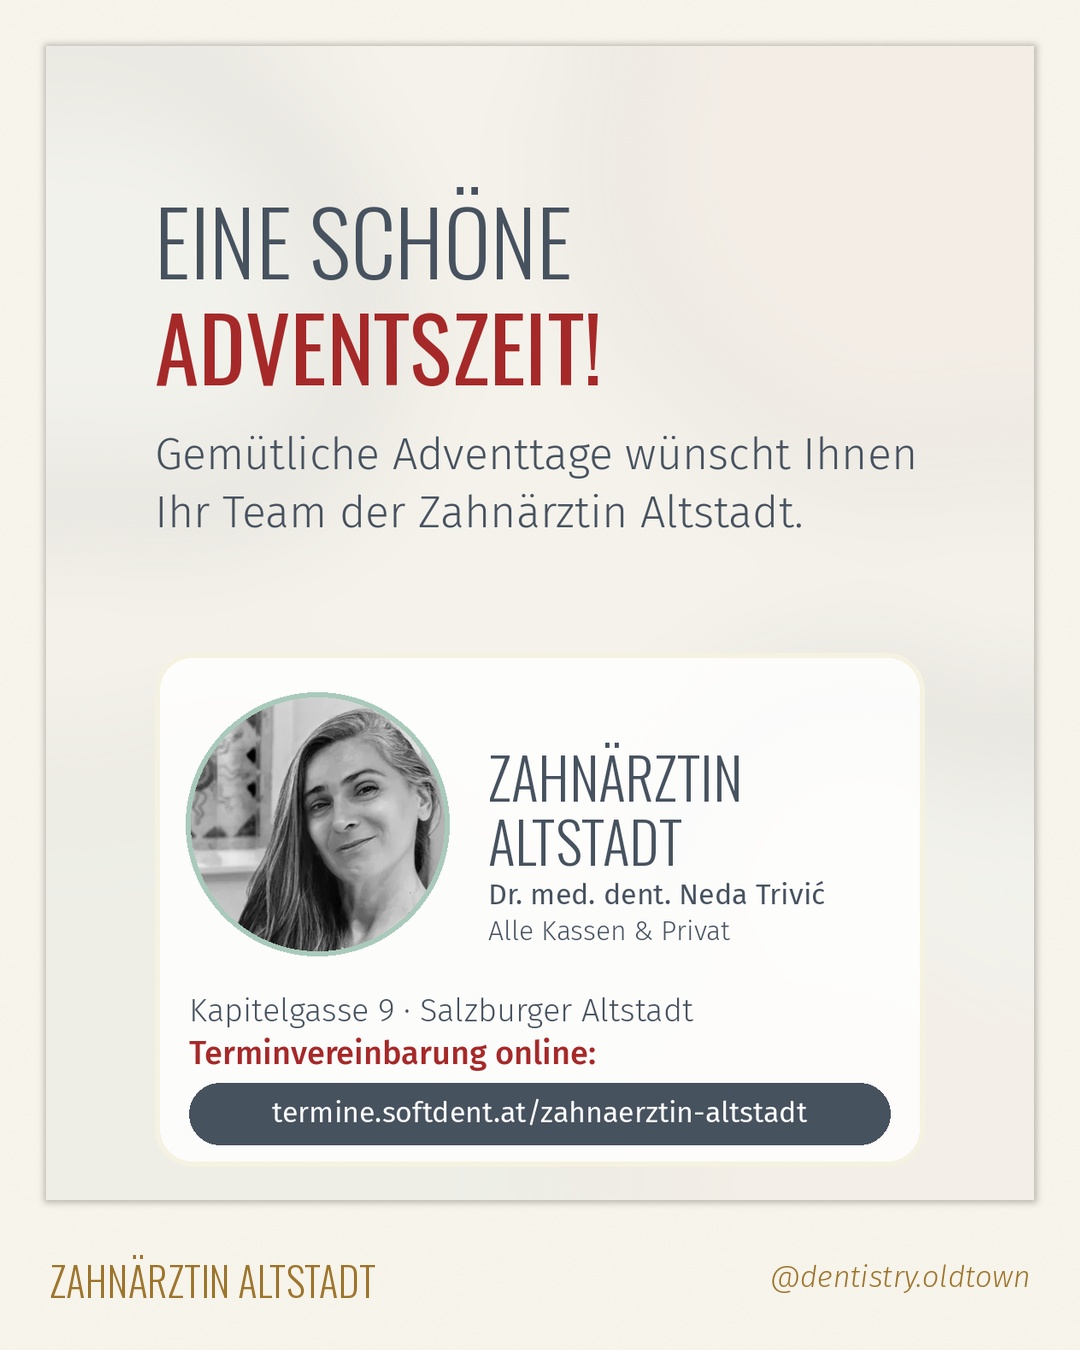 EINE SCHÖNE
ADVENTSZEIT!
Gemütliche Adventtage wünscht Ihnen
Ihr Team der Zahnärztin Altstadt.
ZAHNÄRZTIN
ALTSTADT
Dr. med. dent. Neda Trivić
Alle Kassen & Privat
Kapitelgasse 9 · Salzburger Altstadt
Terminvereinbarung online:
termine.softdent.at/zahnaerztin-altstadt
ZAHNÄRZTIN ALTSTADT
@dentistry.oldtown